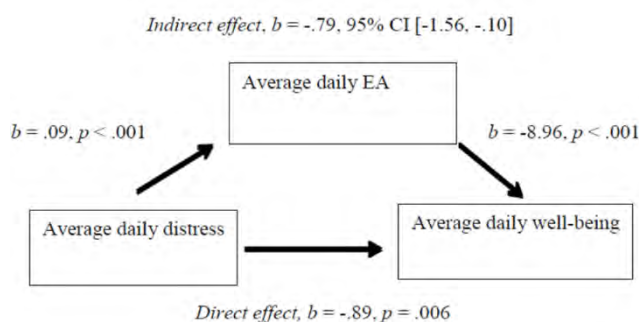 Indirect effect, b = -.79, 95% CI [-1.56, -.10]
Average daily EA
b = .09, p < .001
b = -8.96, p < .001
Average daily distress
Average daily well-being
Direct effect, b = -.89, p = .006